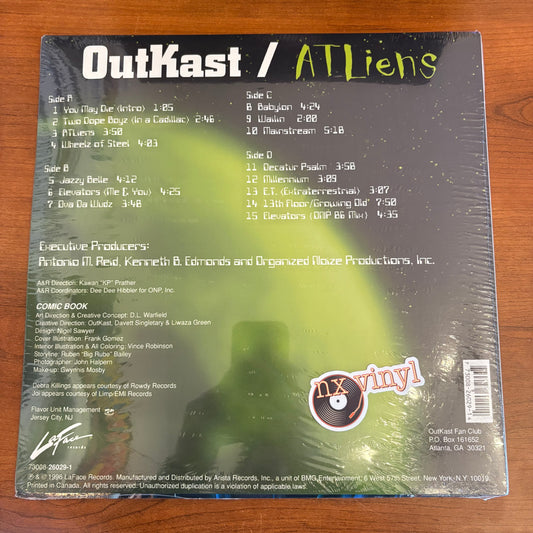 OutKast / ATLiens
Side A
1 You May Die (Intro) 1:05
2 Two Dope Boyz (In a Cadillac) 2:46
3 ATLiens 3:50
4 Wheelz of Steel 4:03
Side B
5 Jazzy Belle 4:12
6 Elevators (Me & You) 4:25
7 Ova Da Wudz 3:48
Side C
8 Babylon 4:24
9 Wailin 2:00
10 Mainstream 5:18
Side D
11 Decatur Psalm 3:58
12 Millennium 3:09
13 E.T. (Extraterrestrial) 3:07
14 13th Floor/Growing Old 7:50
15 Elevators (ONP 86 Mix) 4:35
Executive Producers:
Antonio M. Reid, Kenneth B. Edmonds and Organized Noize Productions, Inc.
A&R Direction: Kawan "KP" Prather
A&R Coordinators: Dee Dee Hibbler for ONP, Inc.
COMIC BOOK
Art Direction & Creative Concept: D.L. Warfield
Creative Direction: OutKast, Davett Singletary & Liwaza Green
Design: Nigel Sawyer
Cover Illustration: Frank Gomez
Interior Illustration & All Coloring: Vince Robinson
Storyline: Ruben "Big Rube" Bailey
Photographer: John Halpern
Make-up: Gwynnis Mosby
Debra Killings appears courtesy of Rowdy Records
Joi appears courtesy of Limp/EMI Records
Flavor Unit Management
Jersey City, NJ
LaFace
records
73008-26029-1
nx vinyl
OutKast Fan Club
P.O. Box 161652
Atlanta, GA 30321
℗ & © 1996 LaFace Records. Manufactured and Distributed by Arista Records, Inc., a unit of BMG Entertainment, 6 West 57th Street, New York, N.Y. 10019.
Printed in Canada. All rights reserved. Unauthorized duplication is a violation of applicable laws.